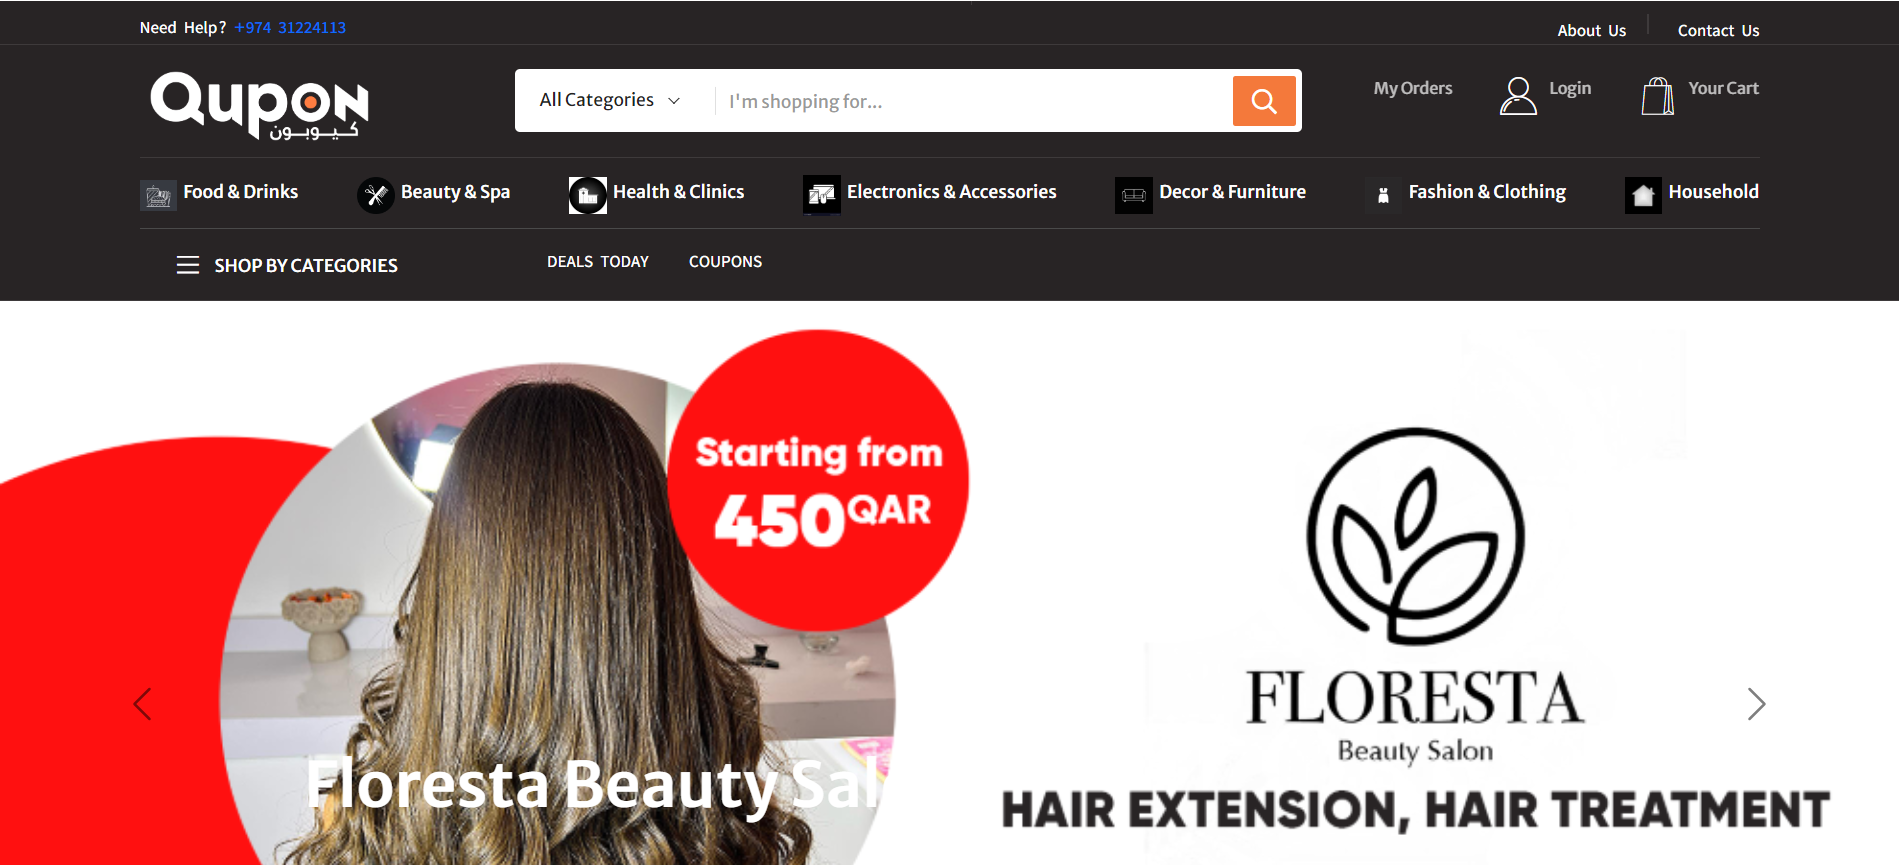 Need Help? +974 31224113
About Us
Contact Us
Qupon
كيوبون
All Categories
I'm shopping for...
My Orders
Login
Your Cart
Food & Drinks
Beauty & Spa
Health & Clinics
Electronics & Accessories
Decor & Furniture
Fashion & Clothing
Household
SHOP BY CATEGORIES
DEALS TODAY
COUPONS
Starting from
450 QAR
FLORESTA
Beauty Salon
Floresta Beauty Sal
HAIR EXTENSION, HAIR TREATMENT